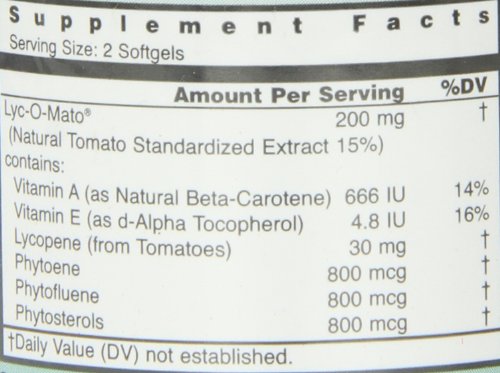 Supplement Facts
Serving Size: 2 Softgels
Amount Per Serving %DV
Lyc-O-Mato® 200 mg †
(Natural Tomato Standardized Extract 15%)
contains:
Vitamin A (as Natural Beta-Carotene) 666 IU 14%
Vitamin E (as d-Alpha Tocopherol) 4.8 IU 16%
Lycopene (from Tomatoes) 30 mg †
Phytoene 800 mcg †
Phytofluene 800 mcg †
Phytosterols 800 mcg †
†Daily Value (DV) not established.